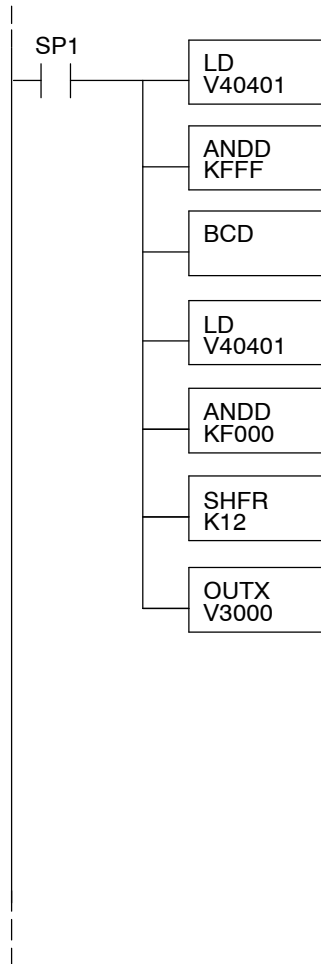 SP1
LD
V40401
ANDD
KFFF
BCD
LD
V40401
ANDD
KF000
SHFR
K12
OUTX
V3000